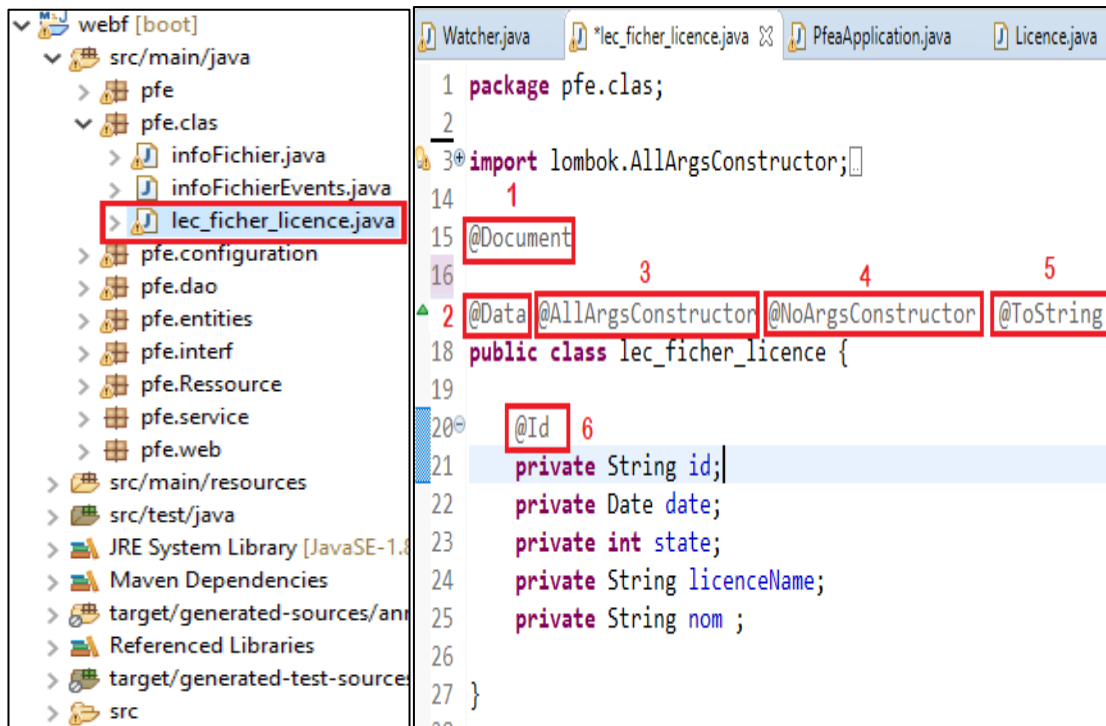 webf [boot]
src/main/java
pfe
pfe.clas
infoFichier.java
infoFichierEvents.java
lec_ficher_licence.java
pfe.configuration
pfe.dao
pfe.entities
pfe.interf
pfe.Ressource
pfe.service
pfe.web
src/main/resources
src/test/java
JRE System Library [JavaSE-1.8
Maven Dependencies
target/generated-sources/ann
Referenced Libraries
target/generated-test-sources
src
Watcher.java *lec_ficher_licence.java PfeaApplication.java Licence.java
1 package pfe.clas;
2
3 import lombok.AllArgsConstructor;
14 1
15 @Document
16 3 4 5
2 @Data @AllArgsConstructor @NoArgsConstructor @ToString
18 public class lec_ficher_licence {
19
20 @Id 6
21 private String id;
22 private Date date;
23 private int state;
24 private String licenceName;
25 private String nom ;
26
27 }